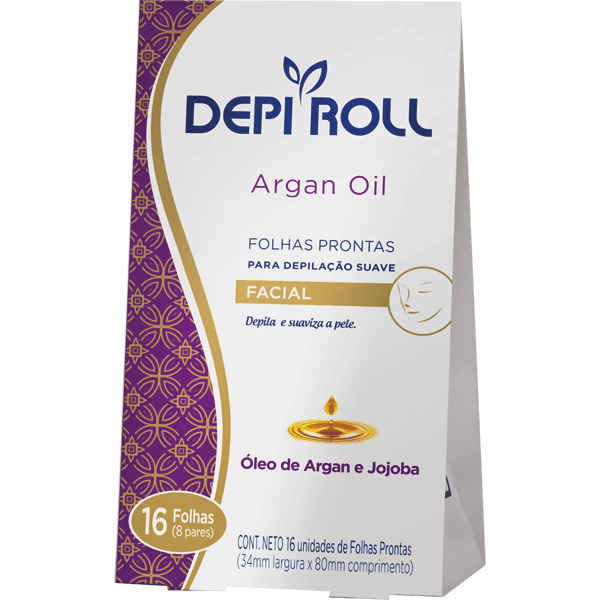 DEPI ROLL
Argan Oil
FOLHAS PRONTAS
PARA DEPILAÇÃO SUAVE
FACIAL
Depila e suaviza a pele.
Óleo de Argan e Jojoba
16 Folhas
(8 pares)
CONT. NETO 16 unidades de Folhas Prontas
(34mm largura x 80mm comprimento)